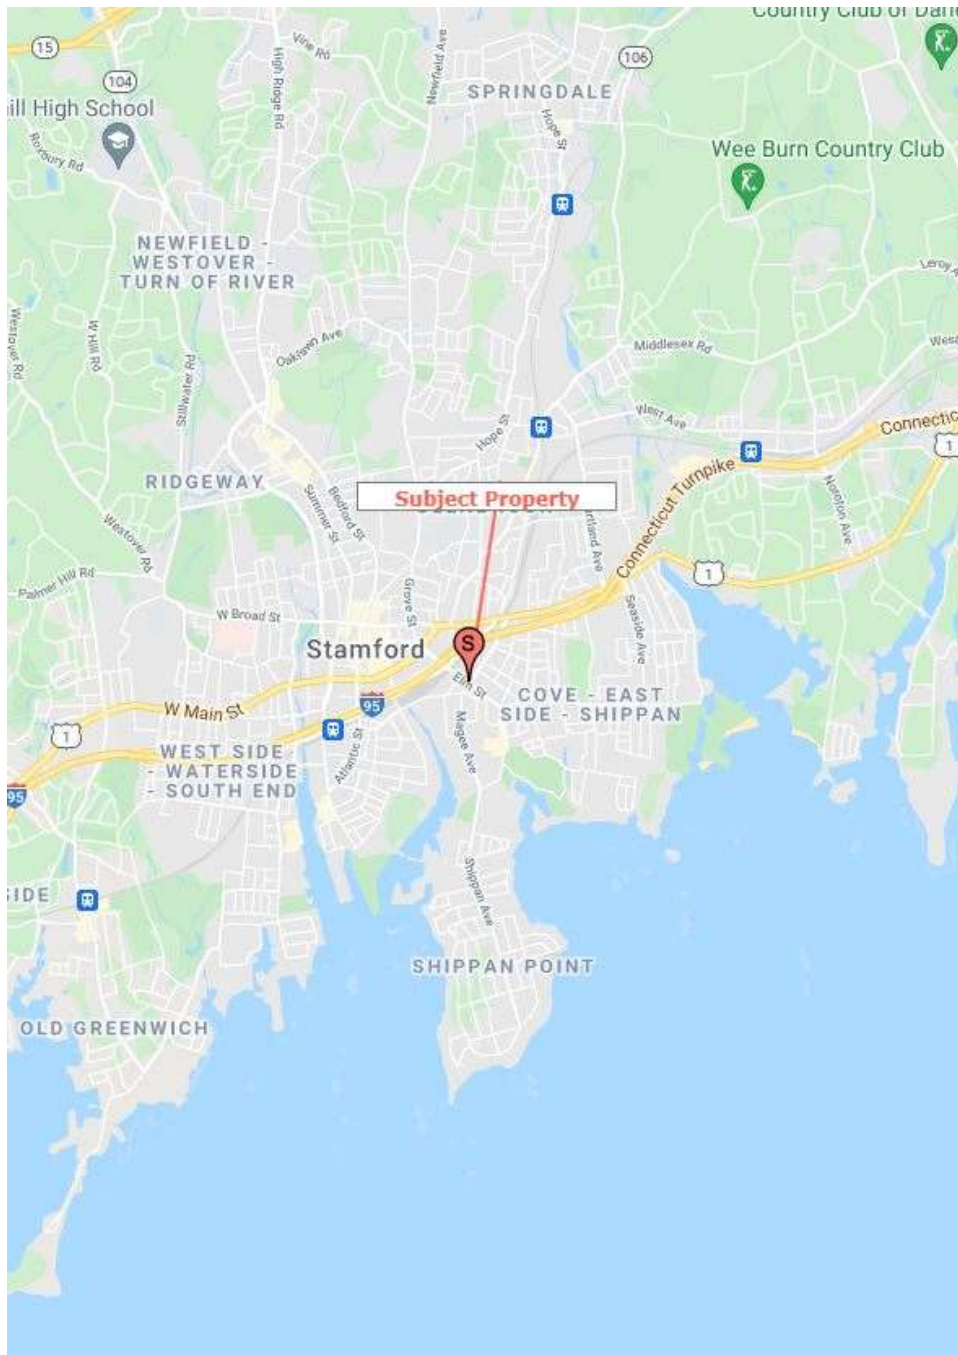 Country Club of
15
Vine Rd
Newfield Ave
106
104
High Ridge Rd
SPRINGDALE
ill High School
Hope St
Roxbury Rd
Wee Burn Country Club
NEWFIELD -
WESTOVER -
TURN OF RIVER
Leroy
Westover Rd
W Hill Rd
Oaklawn Ave
Middlesex Rd
West
Stillwater Rd
West Ave
Connectic
Hope St
1
Connecticut Turnpike
RIDGEWAY
Summer St
Bedford St
Subject Property
Noroton Ave
Westover Rd
rtland Ave
Palmer Hill Rd
1
Grove St
W Broad St
Seaside Ave
Stamford
S
Elm St
COVE - EAST
SIDE - SHIPPAN
95
W Main St
1
Magee Ave
Atlantic St
WEST SIDE
- WATERSIDE
- SOUTH END
95
Shippan Ave
SIDE
SHIPPAN POINT
OLD GREENWICH